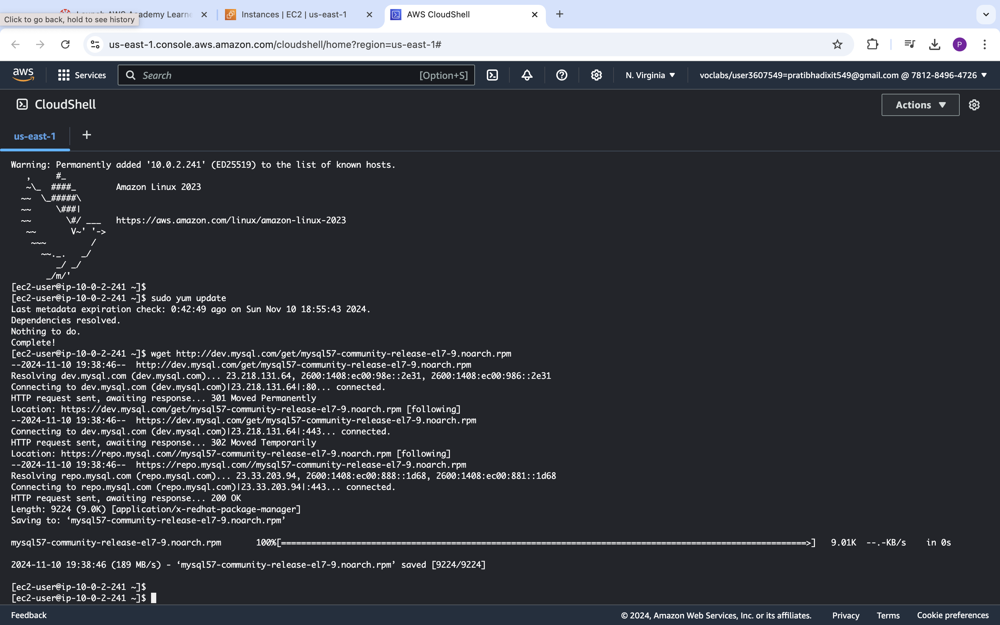 Launch AWS Academy Learne
Click to go back, hold to see history
Instances | EC2 | us-east-1
AWS CloudShell
us-east-1.console.aws.amazon.com/cloudshell/home?region=us-east-1#
P
aws
Services
Search
[Option+S]
N. Virginia
voclabs/user3607549=pratibhadixit549@gmail.com @ 7812-8496-4726
CloudShell
Actions
us-east-1
Warning: Permanently added '10.0.2.241' (ED25519) to the list of known hosts.
   ,     #_
   ~\_  ####_        Amazon Linux 2023
  ~~  \_#####\
  ~~     \###|
  ~~       \#/ ___   https://aws.amazon.com/linux/amazon-linux-2023
   ~~       V~' '->
    ~~~         /
      ~~._.   _/
         _/ _/
       _/m/'
[ec2-user@ip-10-0-2-241 ~]$
[ec2-user@ip-10-0-2-241 ~]$ sudo yum update
Last metadata expiration check: 0:42:49 ago on Sun Nov 10 18:55:43 2024.
Dependencies resolved.
Nothing to do.
Complete!
[ec2-user@ip-10-0-2-241 ~]$ wget http://dev.mysql.com/get/mysql57-community-release-el7-9.noarch.rpm
--2024-11-10 19:38:46--  http://dev.mysql.com/get/mysql57-community-release-el7-9.noarch.rpm
Resolving dev.mysql.com (dev.mysql.com)... 23.218.131.64, 2600:1408:ec00:98e::2e31, 2600:1408:ec00:986::2e31
Connecting to dev.mysql.com (dev.mysql.com)|23.218.131.64|:80... connected.
HTTP request sent, awaiting response... 301 Moved Permanently
Location: https://dev.mysql.com/get/mysql57-community-release-el7-9.noarch.rpm [following]
--2024-11-10 19:38:46--  https://dev.mysql.com/get/mysql57-community-release-el7-9.noarch.rpm
Connecting to dev.mysql.com (dev.mysql.com)|23.218.131.64|:443... connected.
HTTP request sent, awaiting response... 302 Moved Temporarily
Location: https://repo.mysql.com//mysql57-community-release-el7-9.noarch.rpm [following]
--2024-11-10 19:38:46--  https://repo.mysql.com//mysql57-community-release-el7-9.noarch.rpm
Resolving repo.mysql.com (repo.mysql.com)... 23.33.203.94, 2600:1408:ec00:888::1d68, 2600:1408:ec00:881::1d68
Connecting to repo.mysql.com (repo.mysql.com)|23.33.203.94|:443... connected.
HTTP request sent, awaiting response... 200 OK
Length: 9224 (9.0K) [application/x-redhat-package-manager]
Saving to: ‘mysql57-community-release-el7-9.noarch.rpm’
mysql57-community-release-el7-9.noarch.rpm       100%[=========================================================================================================>]   9.01K  --.-KB/s    in 0s
2024-11-10 19:38:46 (189 MB/s) - ‘mysql57-community-release-el7-9.noarch.rpm’ saved [9224/9224]
[ec2-user@ip-10-0-2-241 ~]$
[ec2-user@ip-10-0-2-241 ~]$
Feedback
© 2024, Amazon Web Services, Inc. or its affiliates.
Privacy
Terms
Cookie preferences